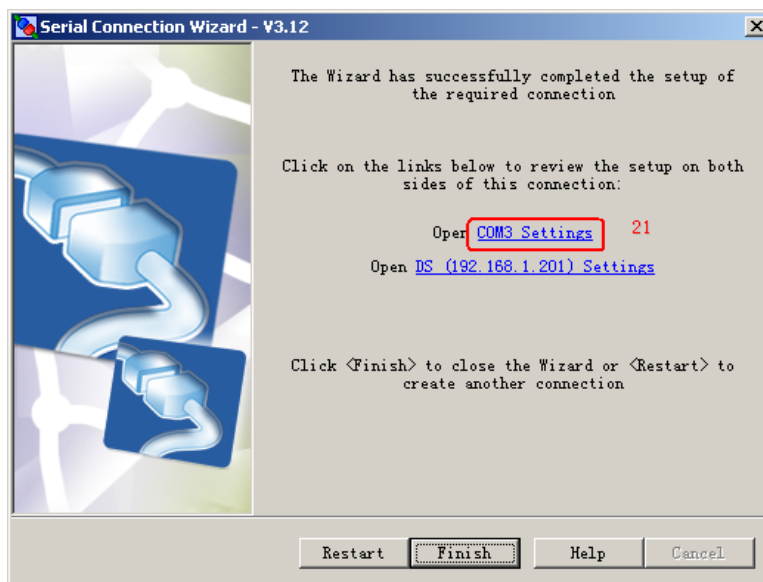 Serial Connection Wizard - V3.12
The Wizard has successfully completed the setup of
the required connection
Click on the links below to review the setup on both
sides of this connection:
Open COM3 Settings 21
Open DS (192.168.1.201) Settings
Click <Finish> to close the Wizard or <Restart> to
create another connection
Restart Finish Help Cancel